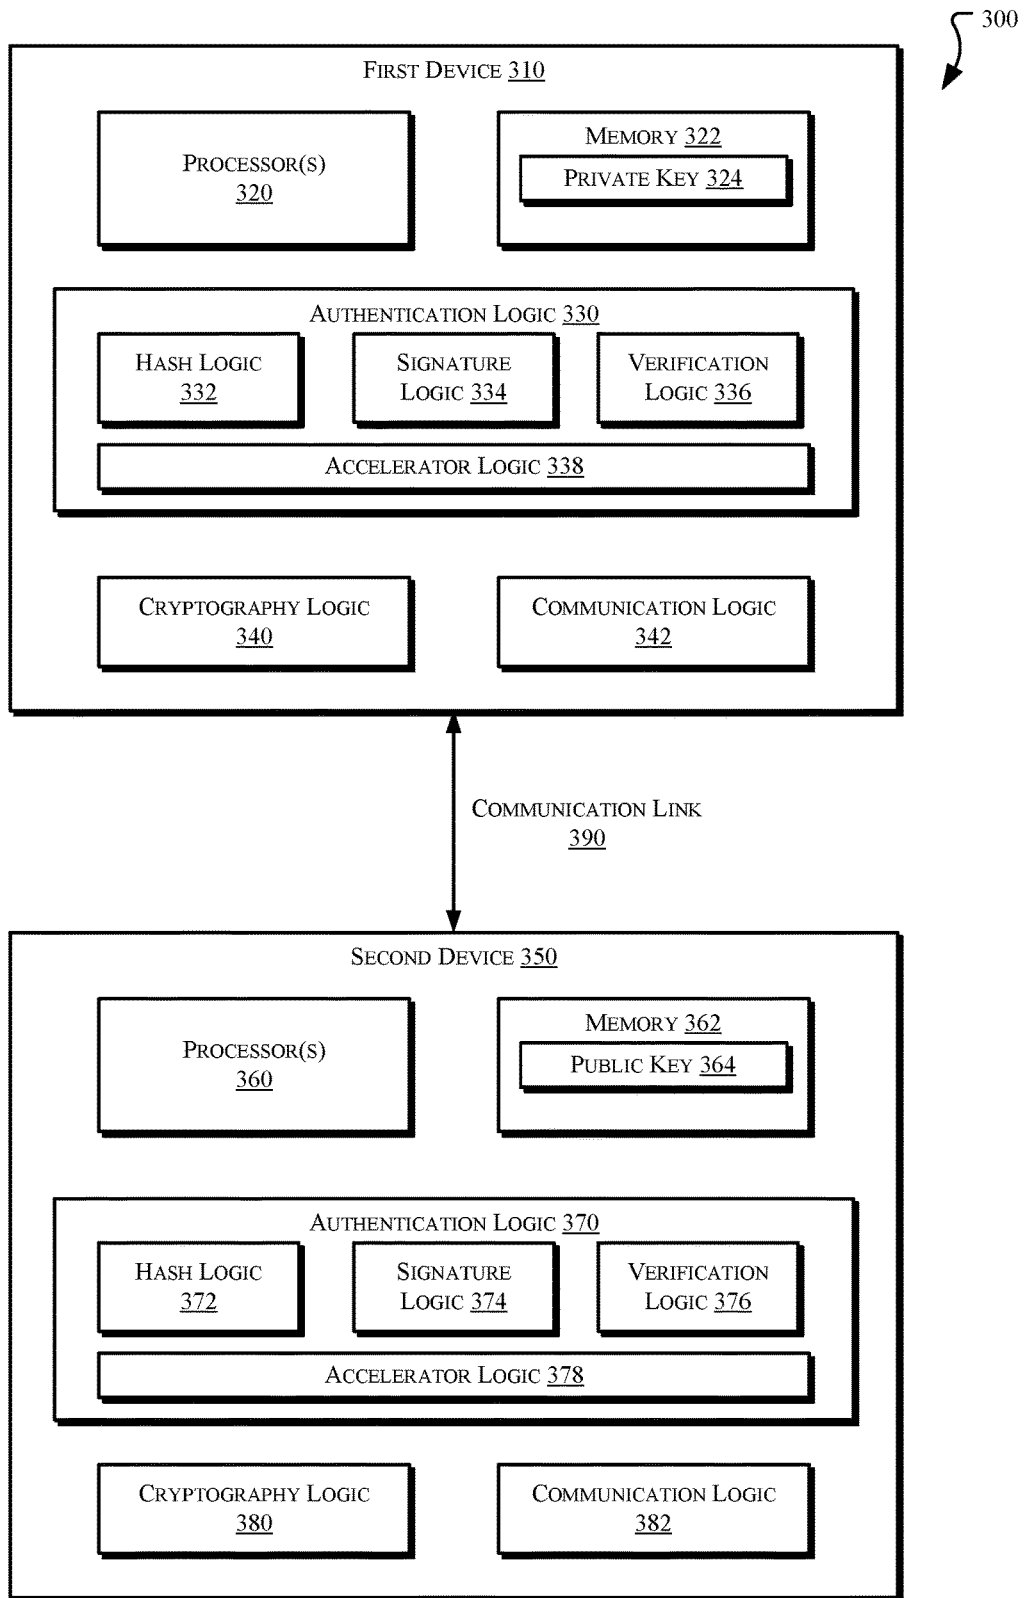 300
First Device 310
Processor(s)
320
Memory 322
Private Key 324
Authentication Logic 330
Hash Logic
332
Signature
Logic 334
Verification
Logic 336
Accelerator Logic 338
Cryptography Logic
340
Communication Logic
342
Communication Link
390
Second Device 350
Processor(s)
360
Memory 362
Public Key 364
Authentication Logic 370
Hash Logic
372
Signature
Logic 374
Verification
Logic 376
Accelerator Logic 378
Cryptography Logic
380
Communication Logic
382